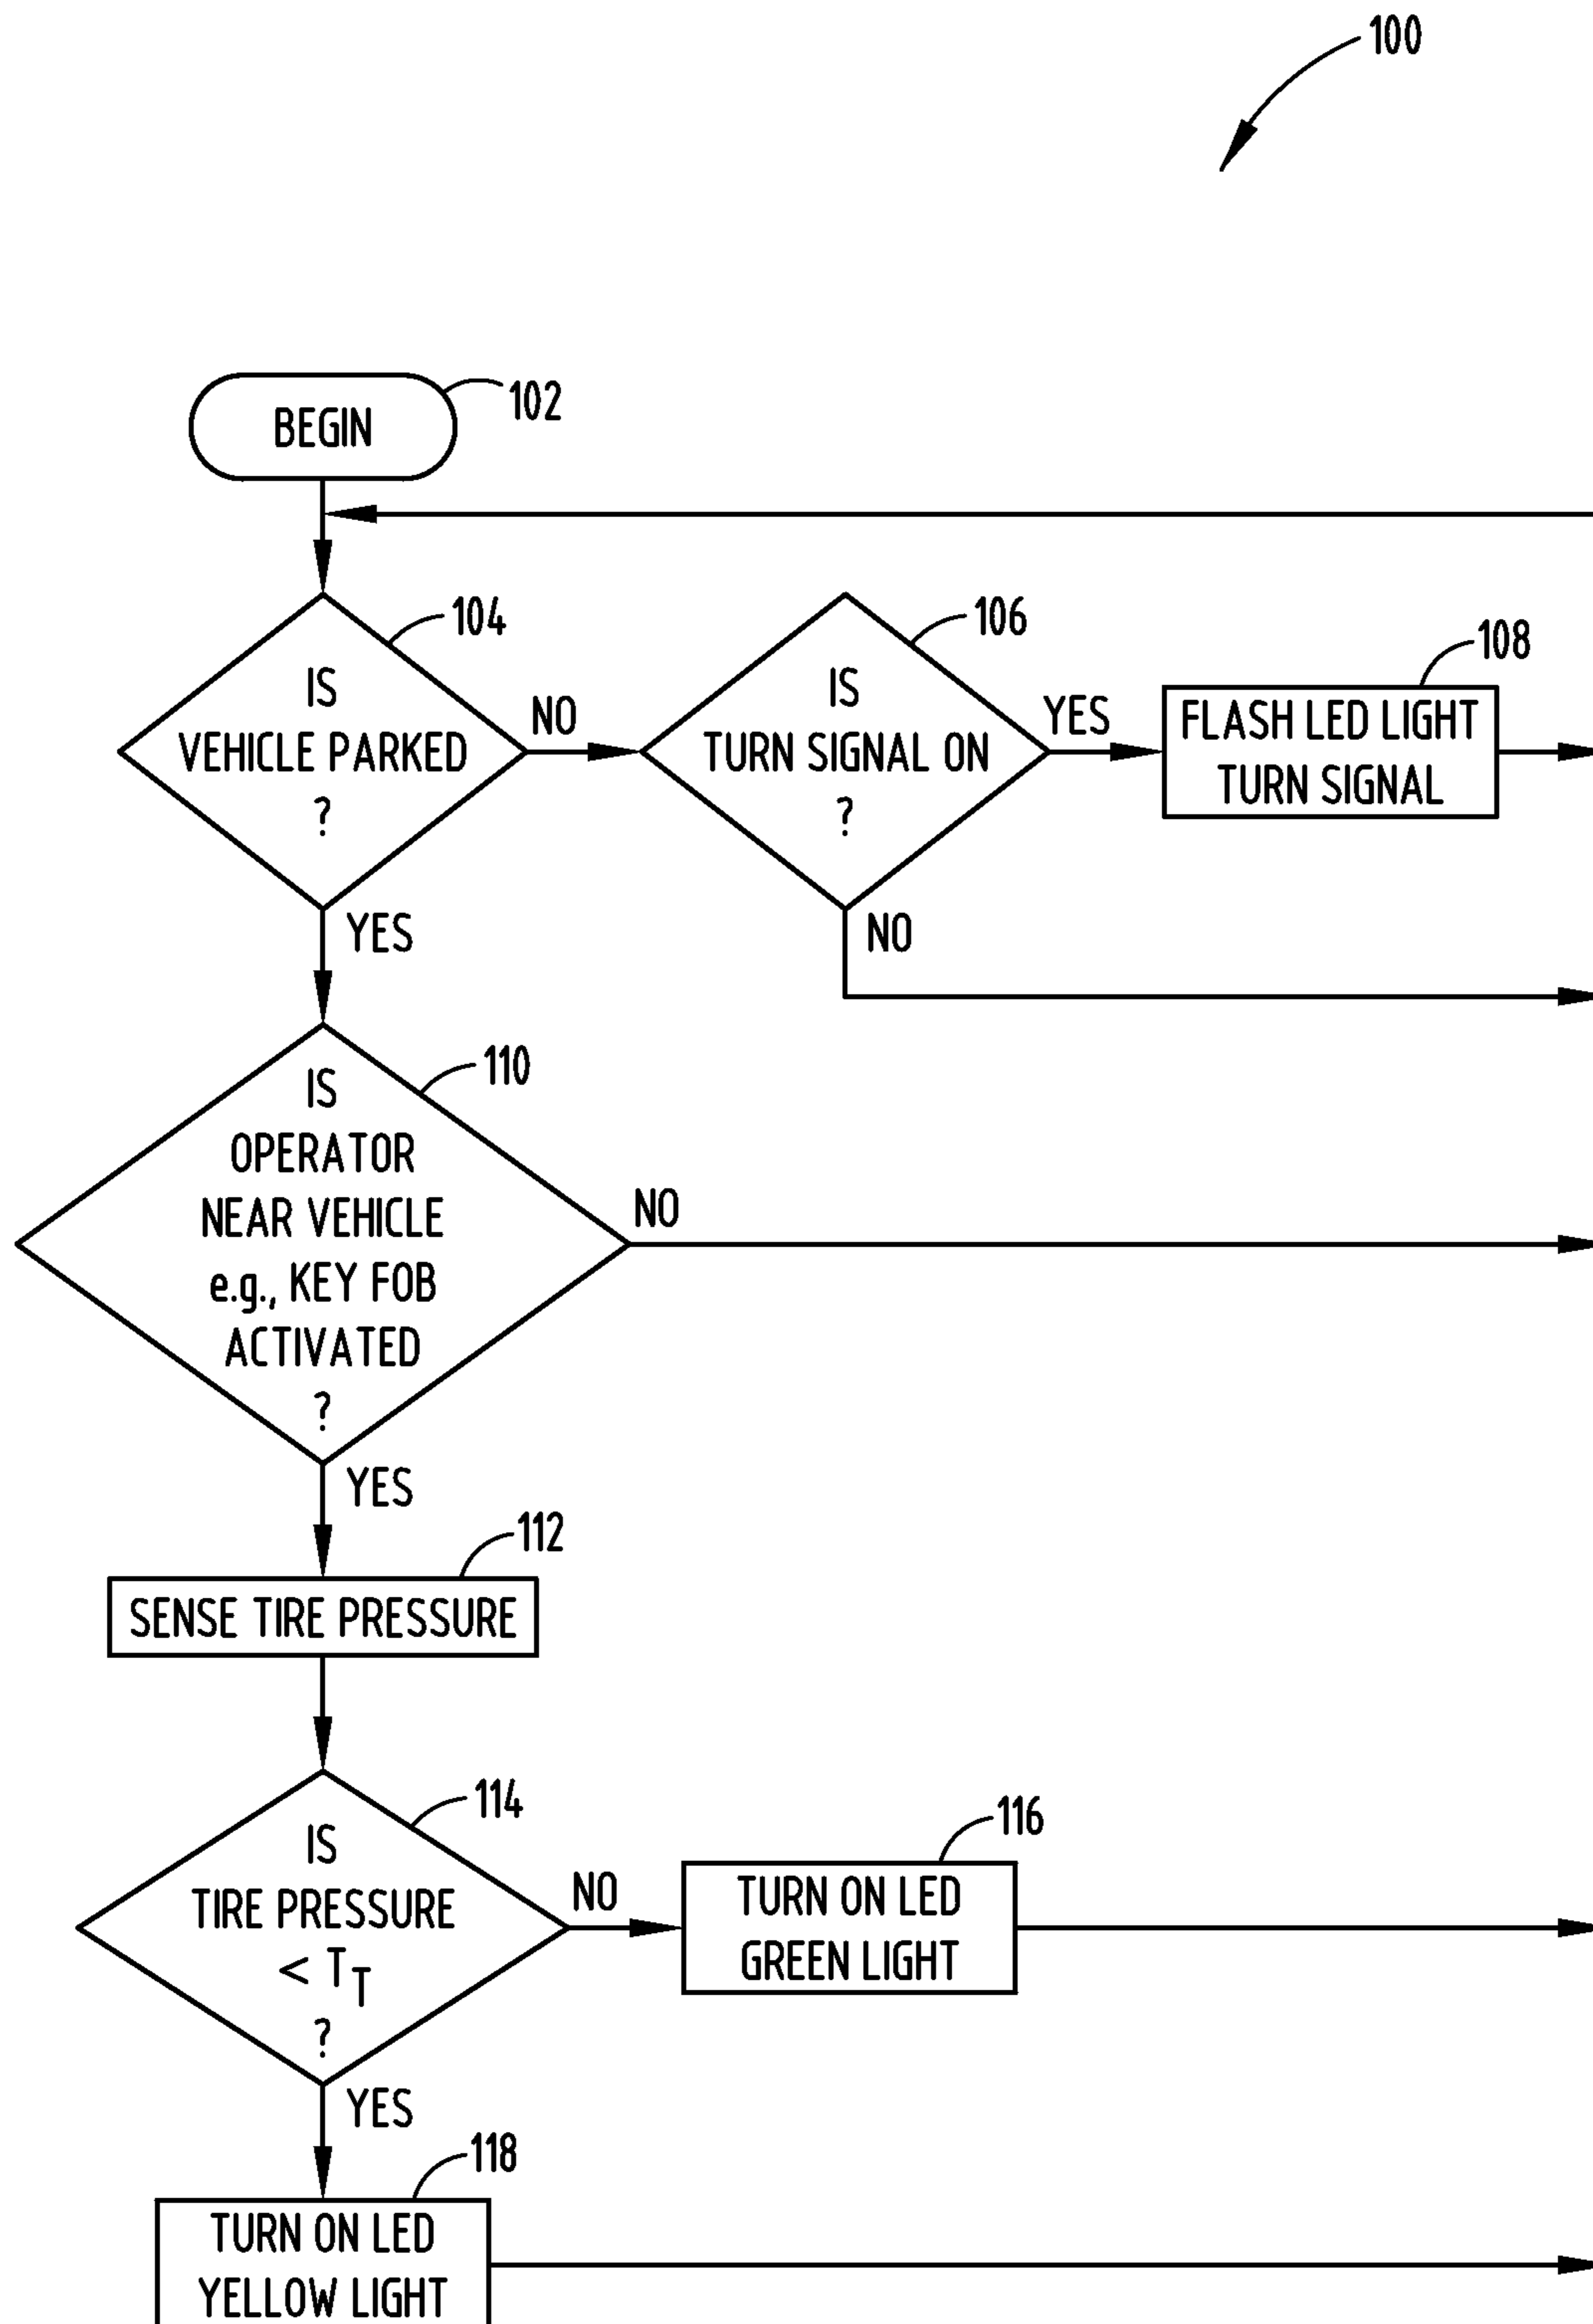 100
BEGIN
102
104
IS
VEHICLE PARKED
?
NO
YES
106
IS
TURN SIGNAL ON
?
YES
NO
108
FLASH LED LIGHT
TURN SIGNAL
110
IS
OPERATOR
NEAR VEHICLE
e.g., KEY FOB
ACTIVATED
?
NO
YES
112
SENSE TIRE PRESSURE
114
IS
TIRE PRESSURE
< TT
?
NO
YES
116
TURN ON LED
GREEN LIGHT
118
TURN ON LED
YELLOW LIGHT